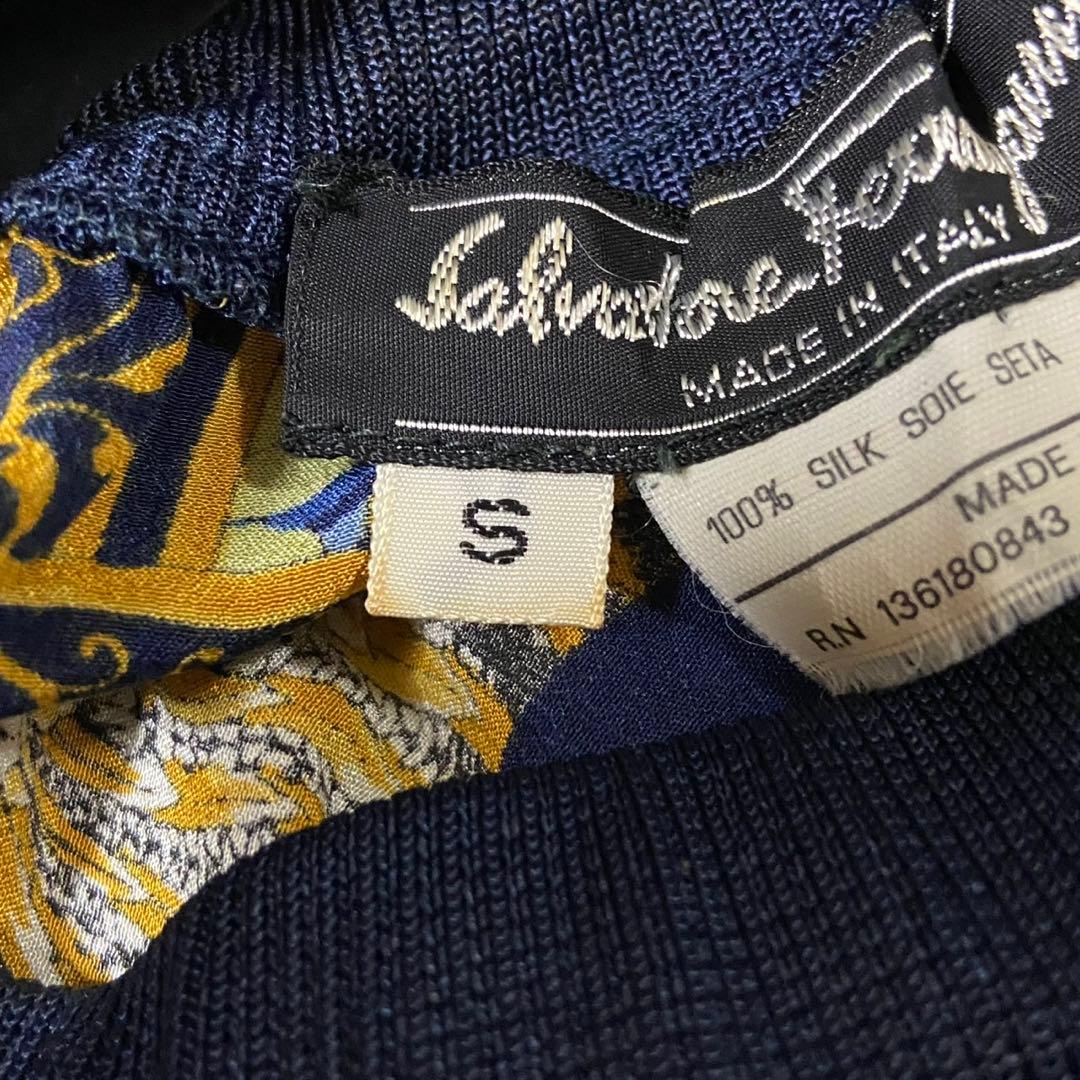 Salvatore Ferragamo
MADE IN ITALY
S
100% SILK SOIE SETA
MADE
R.N 136180843